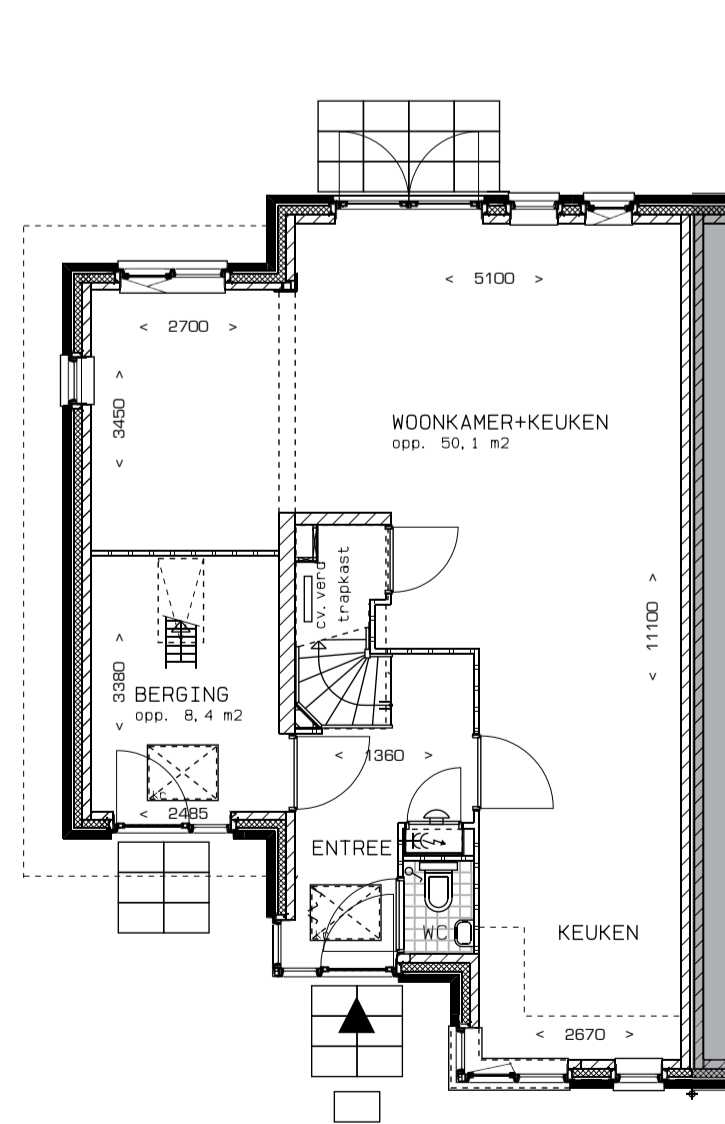 < 5100 >
< 2700 >
< 3450 >
WOONKAMER+KEUKEN
opp. 50,1 m2
cv. verd
trapkast
< 11100 >
< 3380 >
BERGING
opp. 8,4 m2
< 1360 >
kr
< 2485 >
ENTREE
WC
KEUKEN
< 2670 >